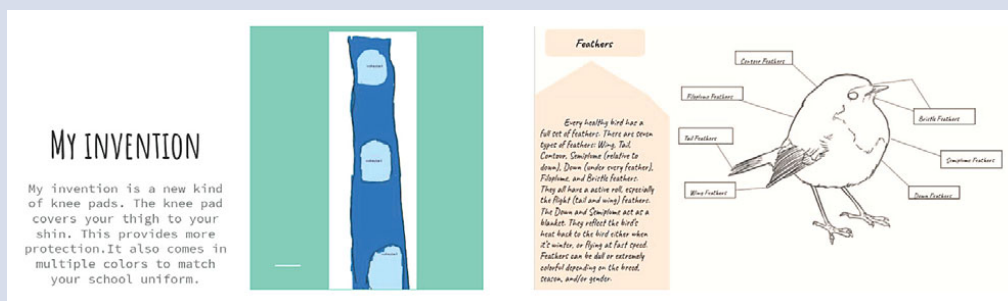 My invention
My invention is a new kind
of knee pads. The knee pad
covers your thigh to your
shin. This provides more
protection.It also comes in
multiple colors to match
your school uniform.
Feathers
Every healthy bird has a
full set of feathers. There are seven
types of feathers: Wing, Tail,
Contour, Semiplume (relative to
down), Down (under every feather),
Filoplume, and Bristle feathers.
They all have a active roll, especially
the flight (tail and wing) feathers.
The Down and Semiplume act as a
blanket. They reflect the bird's
heat back to the bird either when
it's winter, or flying at fast speed.
Feathers can be dull or extremely
colorful depending on the breed,
season, and/or gender.
Contour Feathers
Filoplume Feathers
Tail Feathers
Wing Feathers
Bristle Feathers
Semiplume Feathers
Down Feathers